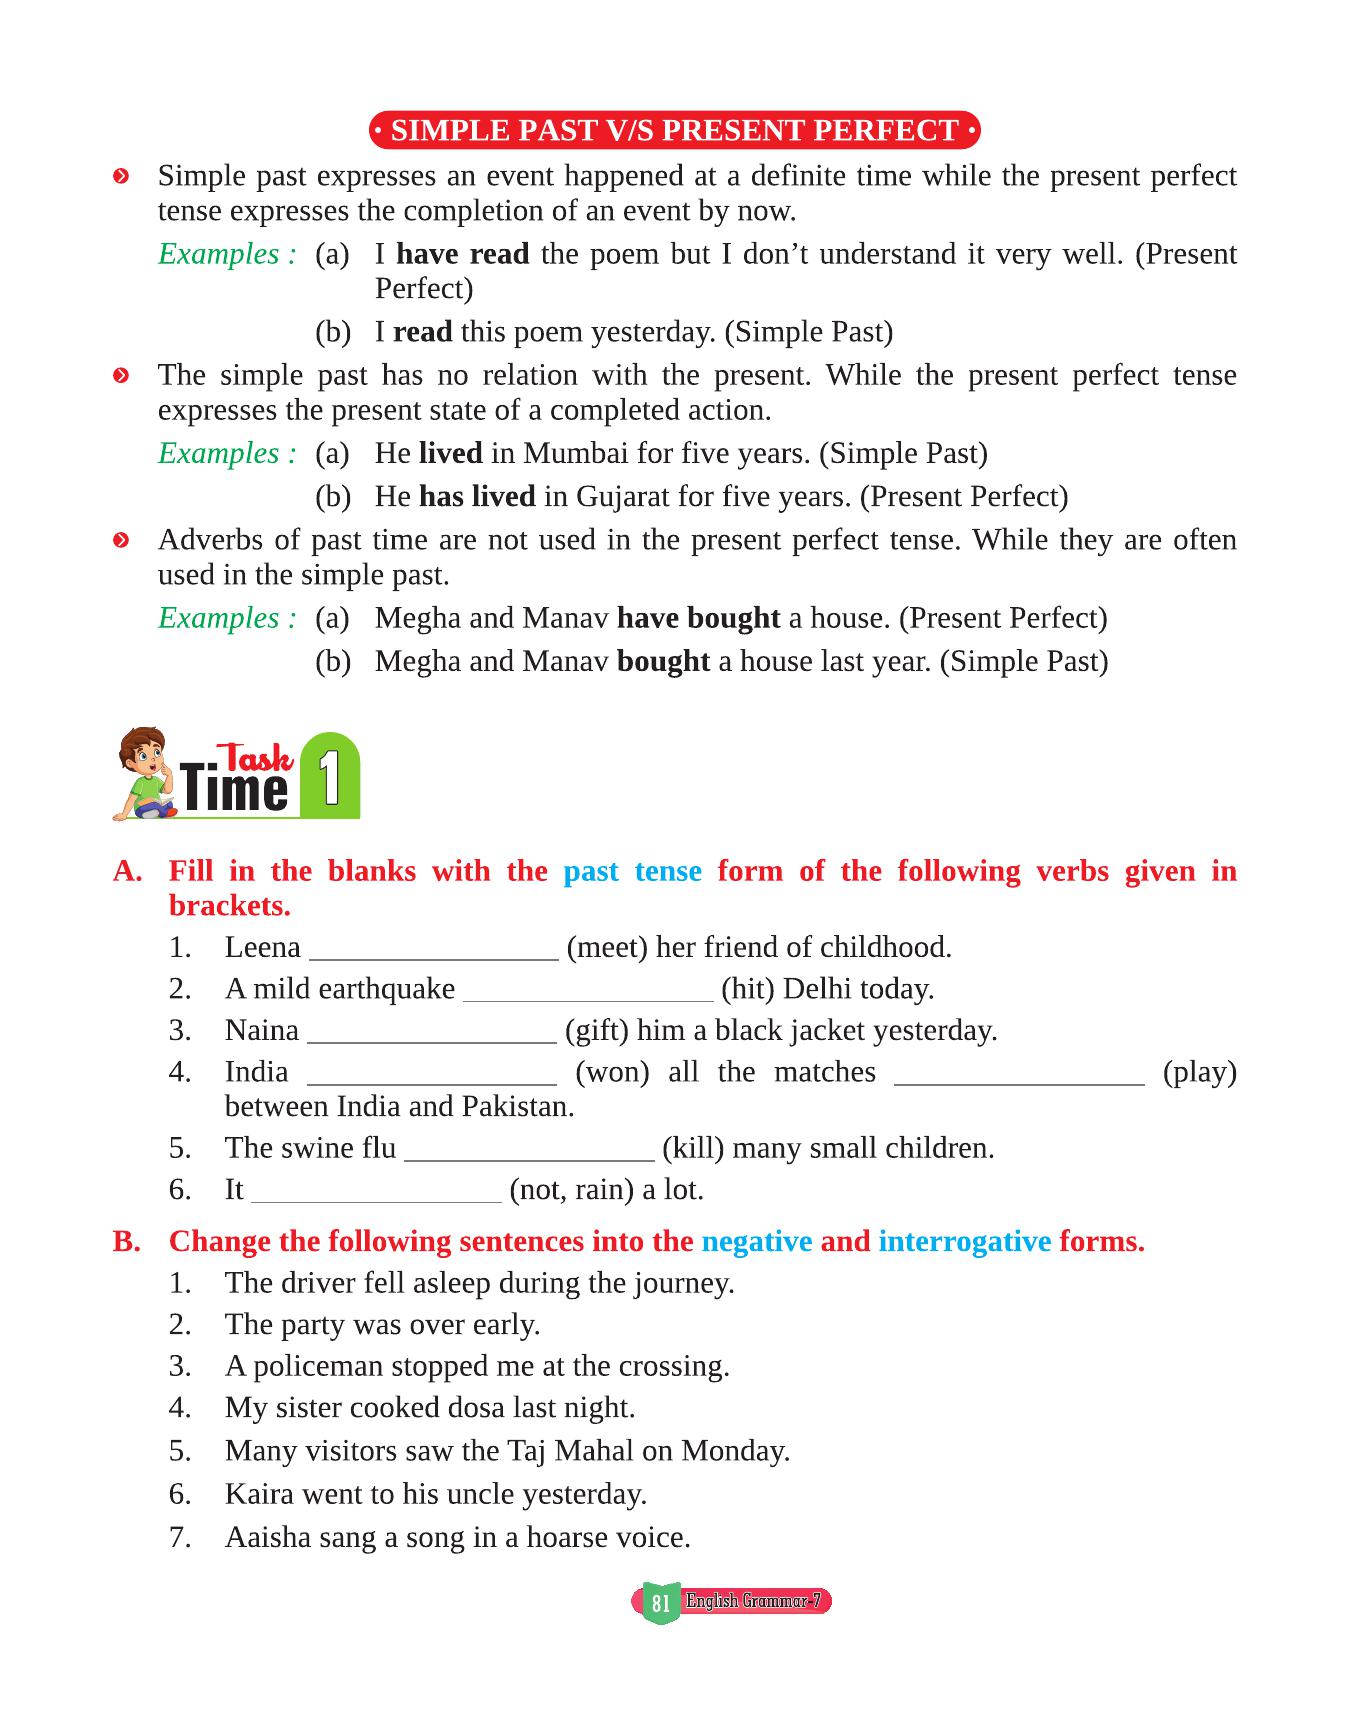 • SIMPLE PAST V/S PRESENT PERFECT •
Simple past expresses an event happened at a definite time while the present perfect
tense expresses the completion of an event by now.
Examples : (a) I have read the poem but I don’t understand it very well. (Present
Perfect)
(b) I read this poem yesterday. (Simple Past)
The simple past has no relation with the present. While the present perfect tense
expresses the present state of a completed action.
Examples : (a) He lived in Mumbai for five years. (Simple Past)
(b) He has lived in Gujarat for five years. (Present Perfect)
Adverbs of past time are not used in the present perfect tense. While they are often
used in the simple past.
Examples : (a) Megha and Manav have bought a house. (Present Perfect)
(b) Megha and Manav bought a house last year. (Simple Past)
Task
Time 1
A. Fill in the blanks with the past tense form of the following verbs given in
brackets.
1. Leena ________________ (meet) her friend of childhood.
2. A mild earthquake ________________ (hit) Delhi today.
3. Naina ________________ (gift) him a black jacket yesterday.
4. India ________________ (won) all the matches ________________ (play)
between India and Pakistan.
5. The swine flu ________________ (kill) many small children.
6. It ________________ (not, rain) a lot.
B. Change the following sentences into the negative and interrogative forms.
1. The driver fell asleep during the journey.
2. The party was over early.
3. A policeman stopped me at the crossing.
4. My sister cooked dosa last night.
5. Many visitors saw the Taj Mahal on Monday.
6. Kaira went to his uncle yesterday.
7. Aaisha sang a song in a hoarse voice.
81 English Grammar-7